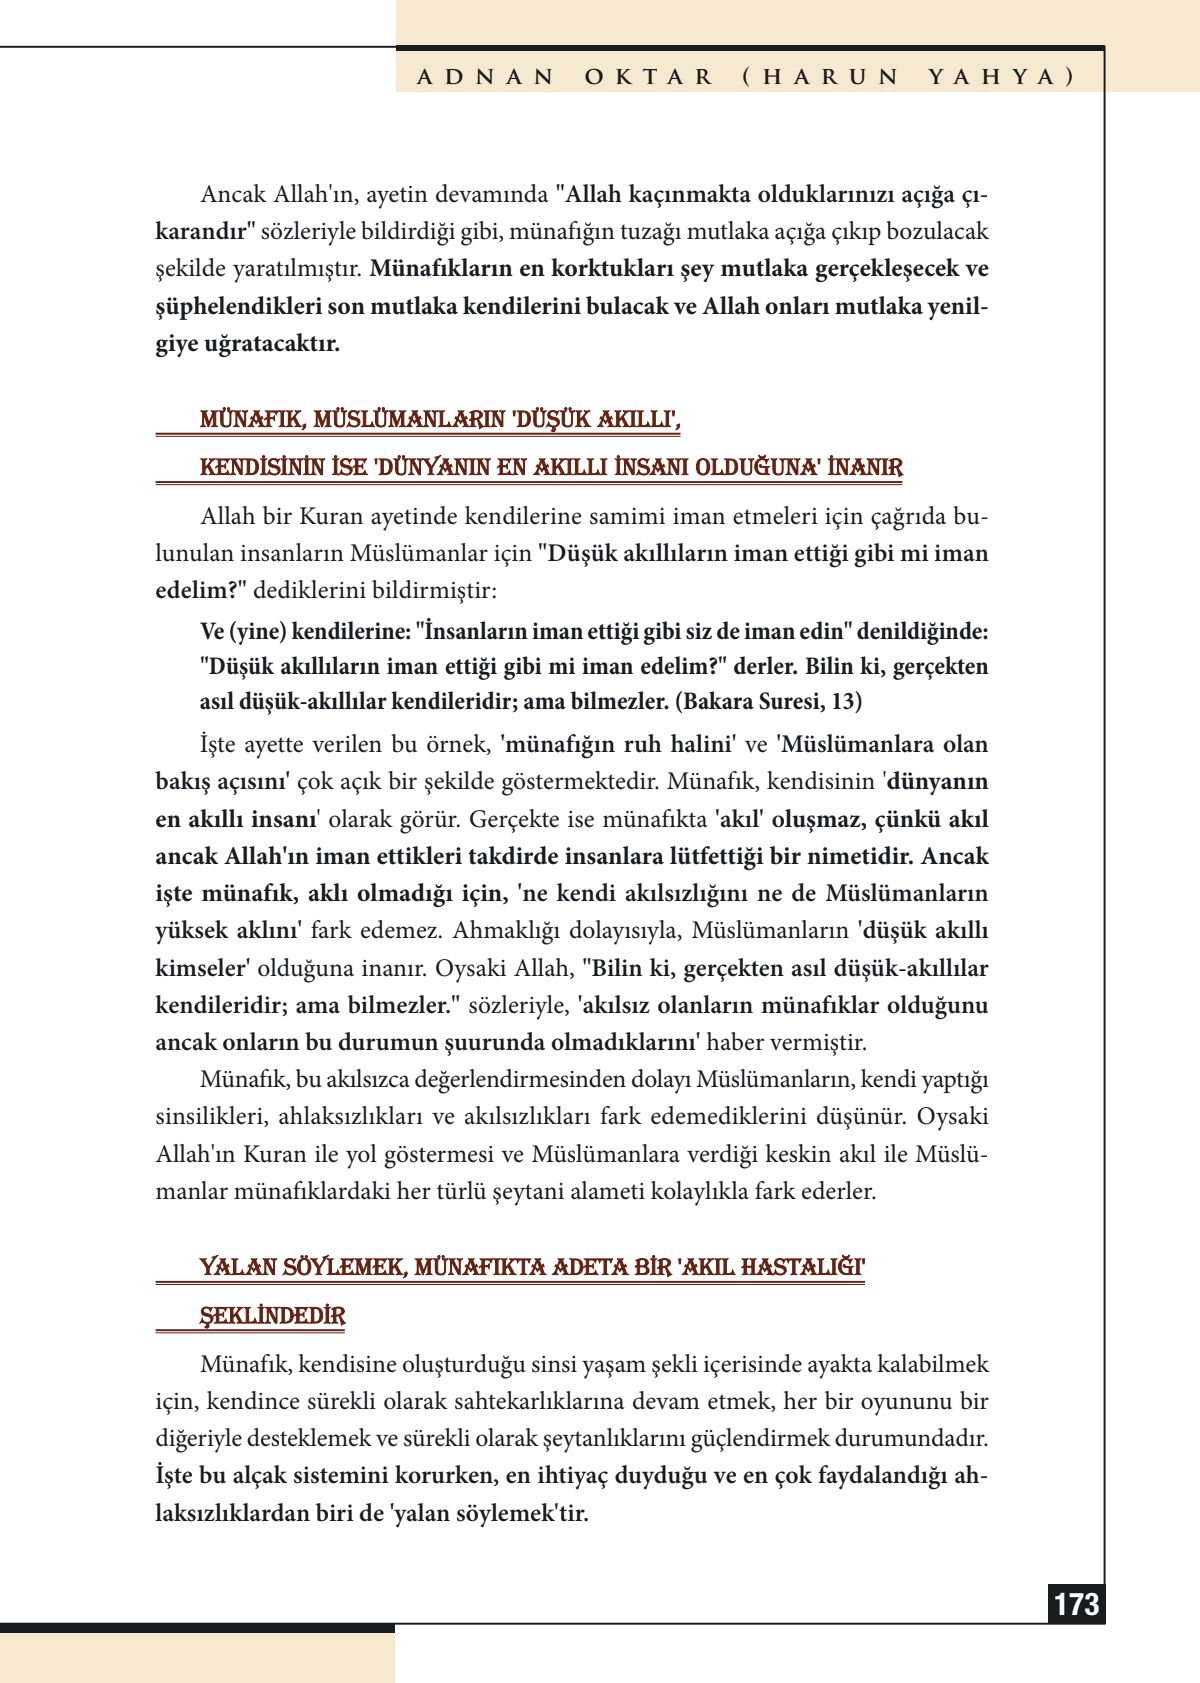 ADNAN OKTAR (HARUN YAHYA)
Ancak Allah'ın, ayetin devamında "Allah kaçınmakta olduklarınızı açığa çı-
karandır" sözleriyle bildirdiği gibi, münafığın tuzağı mutlaka açığa çıkıp bozulacak
şekilde yaratılmıştır. Münafıkların en korktukları şey mutlaka gerçekleşecek ve
şüphelendikleri son mutlaka kendilerini bulacak ve Allah onları mutlaka yenil-
giye uğratacaktır.
MÜNAFIK, MÜSLÜMANLARIN 'DÜŞÜK AKILLI',
KENDİSİNİN İSE 'DÜNYANIN EN AKILLI İNSANI OLDUĞUNA' İNANIR
Allah bir Kuran ayetinde kendilerine samimi iman etmeleri için çağrıda bu-
lunulan insanların Müslümanlar için "Düşük akıllıların iman ettiği gibi mi iman
edelim?" dediklerini bildirmiştir:
Ve (yine) kendilerine: "İnsanların iman ettiği gibi siz de iman edin" denildiğinde:
"Düşük akıllıların iman ettiği gibi mi iman edelim?" derler. Bilin ki, gerçekten
asıl düşük-akıllılar kendileridir; ama bilmezler. (Bakara Suresi, 13)
İşte ayette verilen bu örnek, 'münafığın ruh halini' ve 'Müslümanlara olan
bakış açısını' çok açık bir şekilde göstermektedir. Münafık, kendisinin 'dünyanın
en akıllı insanı' olarak görür. Gerçekte ise münafıkta 'akıl' oluşmaz, çünkü akıl
ancak Allah'ın iman ettikleri takdirde insanlara lütfettiği bir nimetidir. Ancak
işte münafık, aklı olmadığı için, 'ne kendi akılsızlığını ne de Müslümanların
yüksek aklını' fark edemez. Ahmaklığı dolayısıyla, Müslümanların 'düşük akıllı
kimseler' olduğuna inanır. Oysaki Allah, "Bilin ki, gerçekten asıl düşük-akıllılar
kendileridir; ama bilmezler." sözleriyle, 'akılsız olanların münafıklar olduğunu
ancak onların bu durumun şuurunda olmadıklarını' haber vermiştir.
Münafık, bu akılsızca değerlendirmesinden dolayı Müslümanların, kendi yaptığı
sinsilikleri, ahlaksızlıkları ve akılsızlıkları fark edemediklerini düşünür. Oysaki
Allah'ın Kuran ile yol göstermesi ve Müslümanlara verdiği keskin akıl ile Müslü-
manlar münafıklardaki her türlü şeytani alameti kolaylıkla fark ederler.
YALAN SÖYLEMEK, MÜNAFIKTA ADETA BİR 'AKIL HASTALIĞI'
ŞEKLİNDEDİR
Münafık, kendisine oluşturduğu sinsi yaşam şekli içerisinde ayakta kalabilmek
için, kendince sürekli olarak sahtekarlıklarına devam etmek, her bir oyununu bir
diğeriyle desteklemek ve sürekli olarak şeytanlıklarını güçlendirmek durumundadır.
İşte bu alçak sistemini korurken, en ihtiyaç duyduğu ve en çok faydalandığı ah-
laksızlıklardan biri de 'yalan söylemek'tir.
173